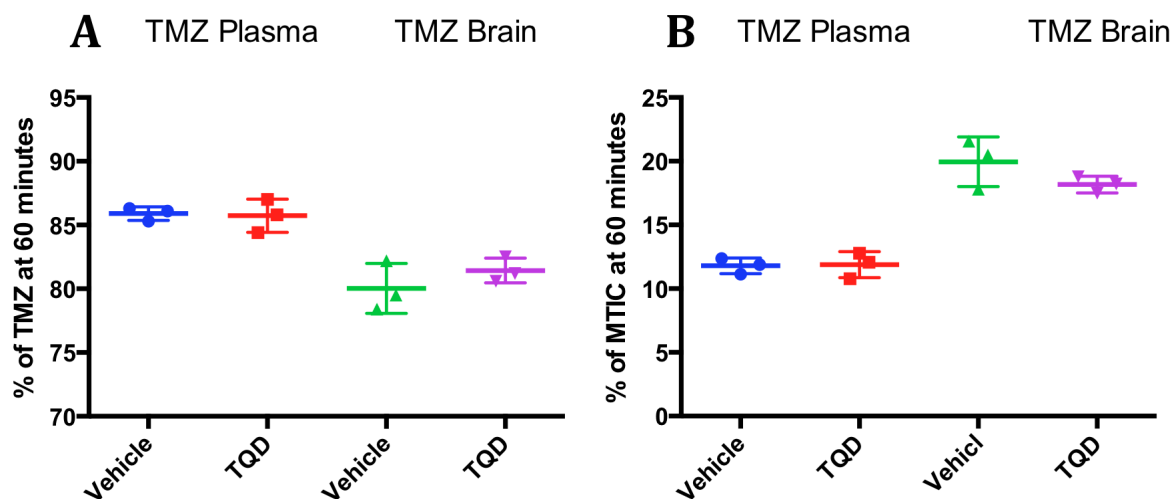 A TMZ Plasma TMZ Brain
% of TMZ at 60 minutes
95
90
85
80
75
70
Vehicle TQD Vehicle TQD
B TMZ Plasma TMZ Brain
% of MTIC at 60 minutes
25
20
15
10
5
0
Vehicle TQD Vehicl TQD